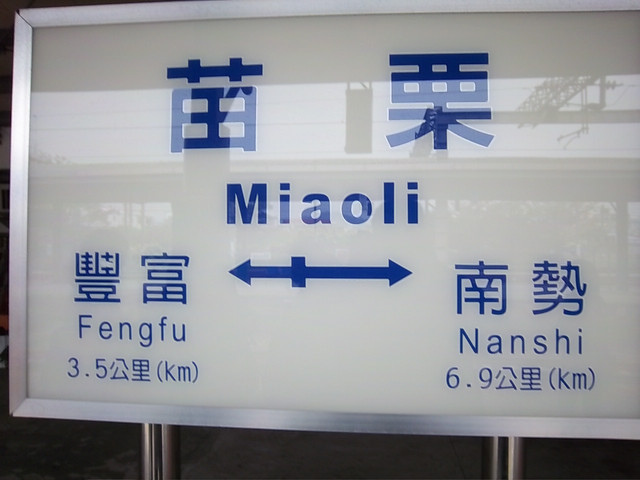 苗栗
Miaoli
豐富
Fengfu
3.5公里(km)
南勢
Nanshi
6.9公里(km)